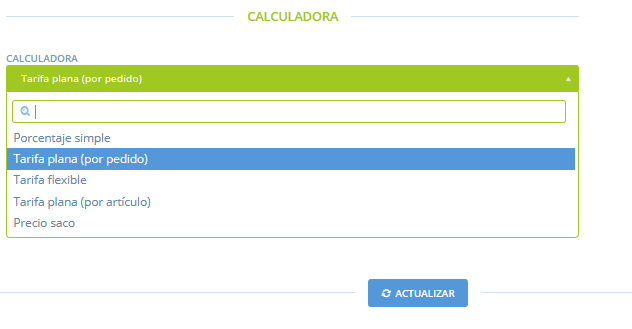 CALCULADORA
CALCULADORA
Tarifa plana (por pedido)
Porcentaje simple
Tarifa plana (por pedido)
Tarifa flexible
Tarifa plana (por artículo)
Precio saco
ACTUALIZAR